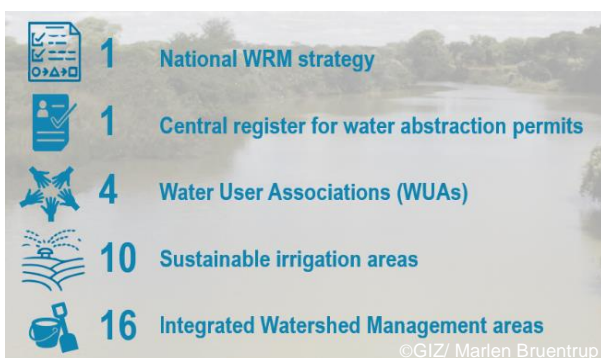 1 National WRM strategy
1 Central register for water abstraction permits
4 Water User Associations (WUAs)
10 Sustainable irrigation areas
16 Integrated Watershed Management areas
©GIZ/ Marlen Bruentrup